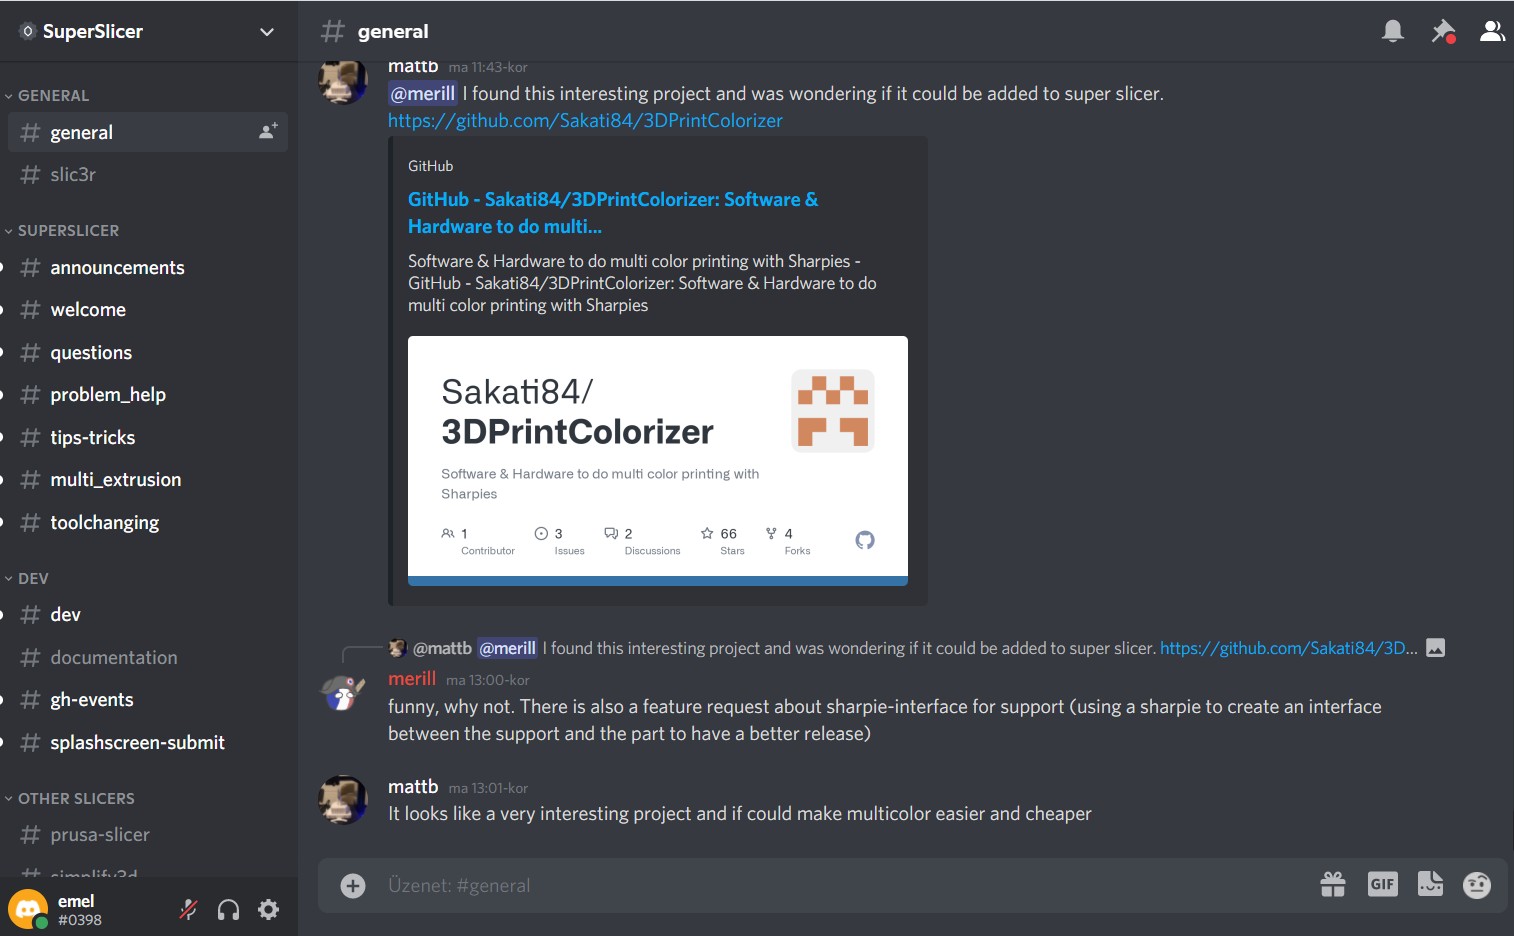 SuperSlicer
general
GENERAL
general
slic3r
SUPERSLICER
announcements
welcome
questions
problem_help
tips-tricks
multi_extrusion
toolchanging
DEV
dev
documentation
gh-events
splashscreen-submit
OTHER SLICERS
prusa-slicer
simplify3d
emel
#0398
mattb ma 11:43-kor
@merill I found this interesting project and was wondering if it could be added to super slicer.
https://github.com/Sakati84/3DPrintColorizer
GitHub
GitHub - Sakati84/3DPrintColorizer: Software &
Hardware to do multi...
Software & Hardware to do multi color printing with Sharpies -
GitHub - Sakati84/3DPrintColorizer: Software & Hardware to do
multi color printing with Sharpies
Sakati84/
3DPrintColorizer
Software & Hardware to do multi color printing with
Sharpies
1 3 2 66 4
Contributor Issues Discussions Stars Forks
@mattb @merill I found this interesting project and was wondering if it could be added to super slicer. https://github.com/Sakati84/3D...
merill ma 13:00-kor
funny, why not. There is also a feature request about sharpie-interface for support (using a sharpie to create an interface
between the support and the part to have a better release)
mattb ma 13:01-kor
It looks like a very interesting project and if could make multicolor easier and cheaper
Üzenet: #general
GIF